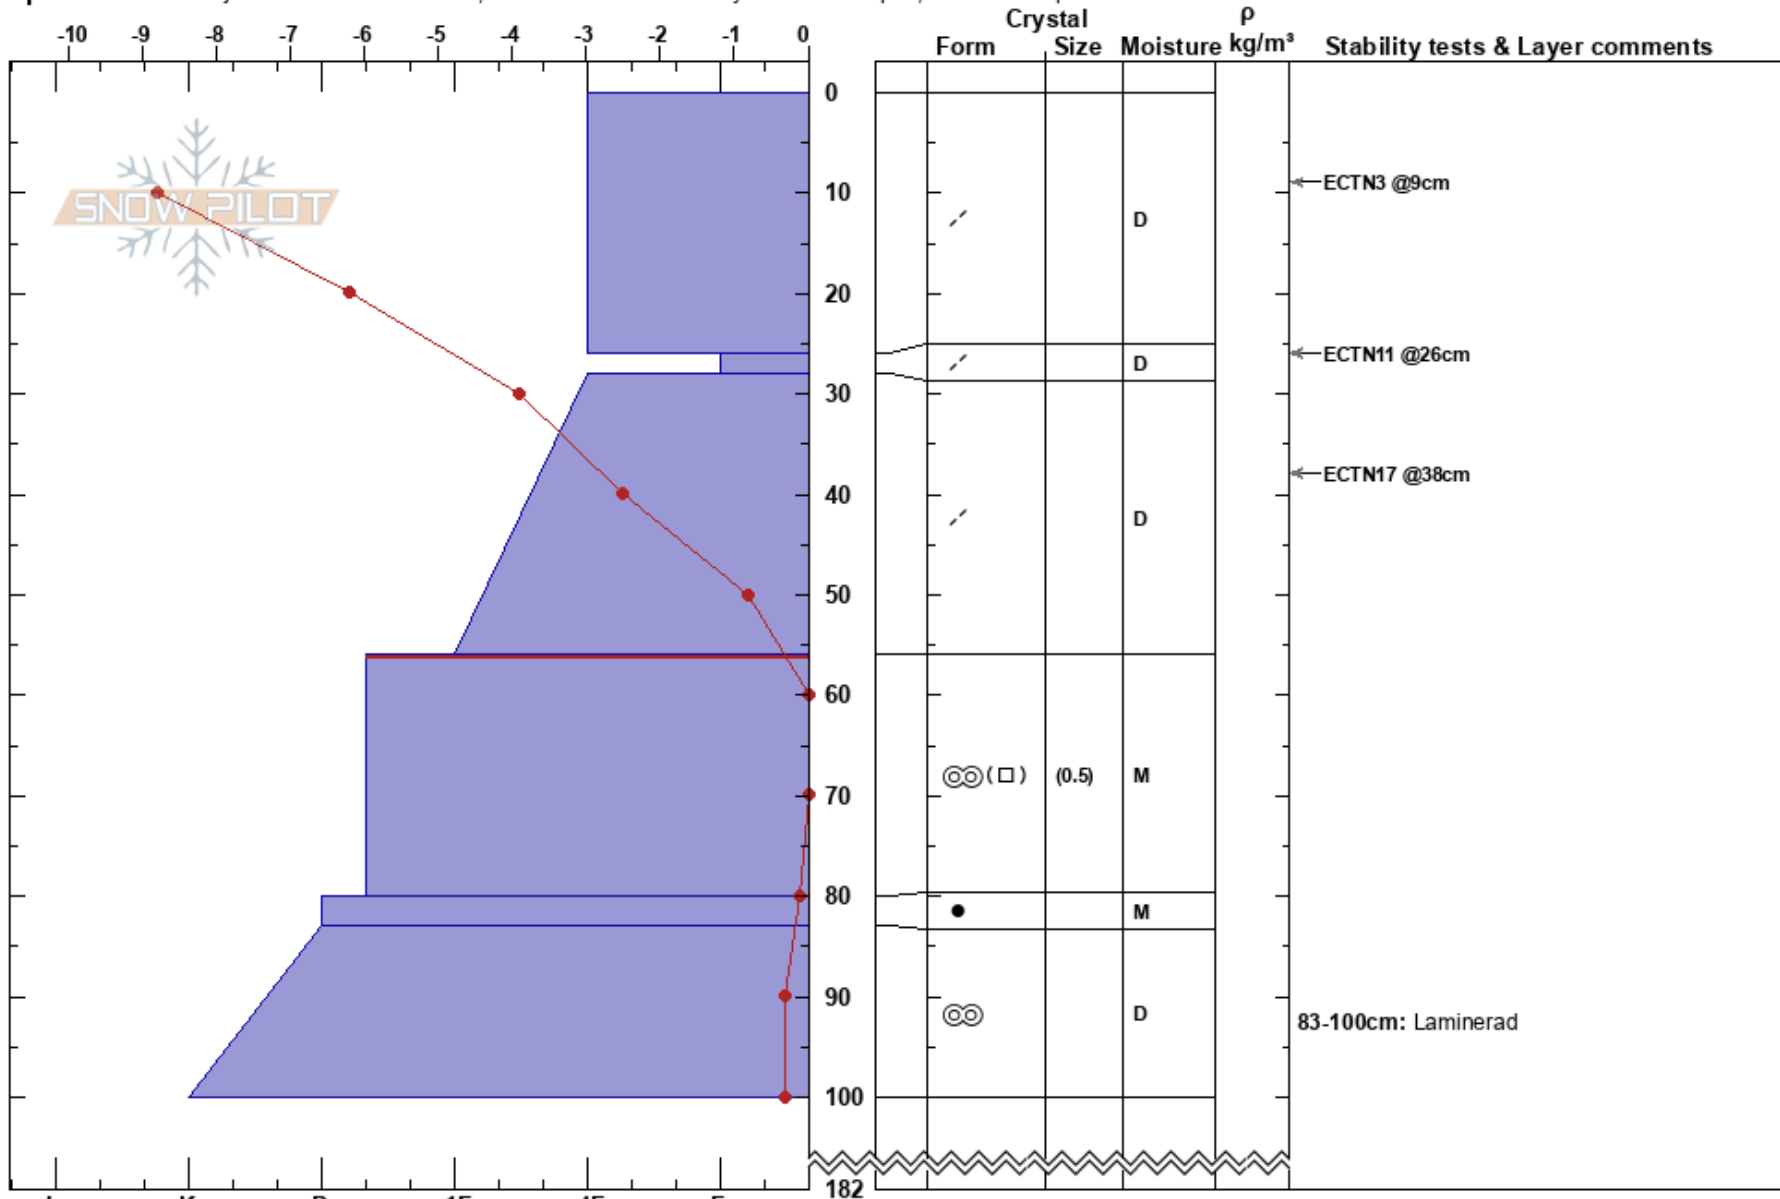 Crystal ρ
-10 -9 -8 -7 -6 -5 -4 -3 -2 -1 0 Form Size Moisture kg/m³ Stability tests & Layer comments
0
ECTN3 @9cm
10
SNOW PILOT
D
20
ECTN11 @26cm
D
30
ECTN17 @38cm
40
D
50
60
(0.5) M
70
80
M
90
D
83-100cm: Laminerad
100
182